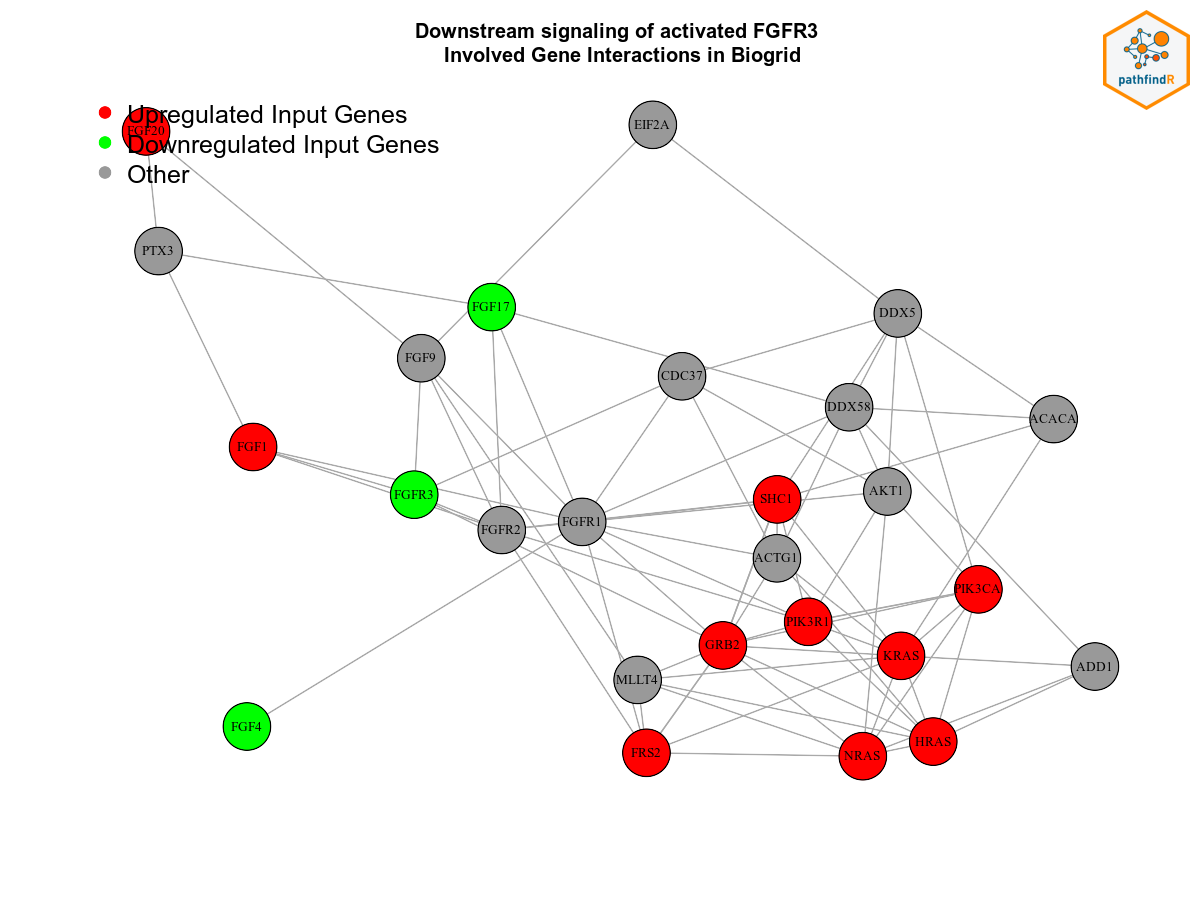 Downstream signaling of activated FGFR3
Involved Gene Interactions in Biogrid
pathfindR
Upregulated Input Genes
Downregulated Input Genes
Other
FGF20
EIF2A
PTX3
FGF17
DDX5
FGF9
CDC37
DDX58
ACACA
FGF1
FGFR3
SHC1
AKT1
FGFR2
FGFR1
ACTG1
PIK3CA
PIK3R1
GRB2
KRAS
ADD1
MLLT4
FGF4
FRS2
NRAS
HRAS